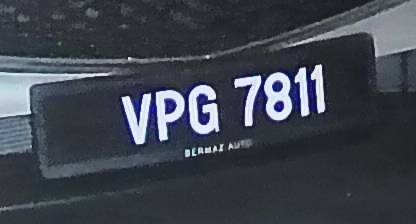 VPG 7811
BERMAZ AUTO